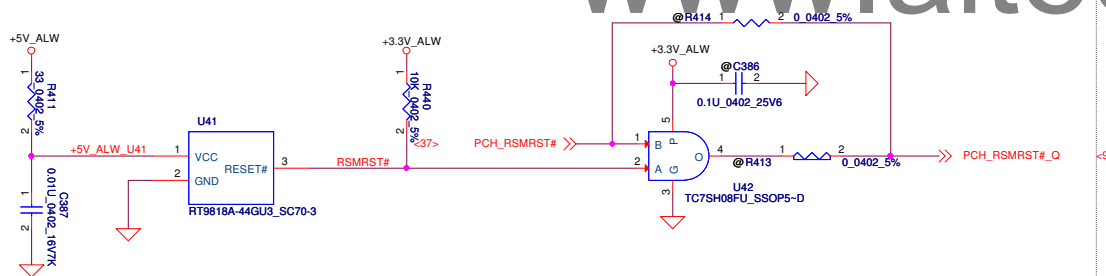 @R414 1 2 0_0402_5%
+5V_ALW
+3.3V_ALW
+3.3V_ALW
@C386
1 2
0.1U_0402_25V6
1
R411
33_0402_5%
2
1
R440
10K_0402_5%
2
<37>
U41
+5V_ALW_U41
1
VCC
2
GND
RESET#
3
RSMRST#
RT9818A-44GU3_SC70-3
1
C387
0.01U_0402_16V7K
2
PCH_RSMRST#
1
B
2
A
5
P
G
3
O
4
@R413
1 2
0_0402_5%
U42
TC7SH08FU_SSOP5~D
PCH_RSMRST#_Q